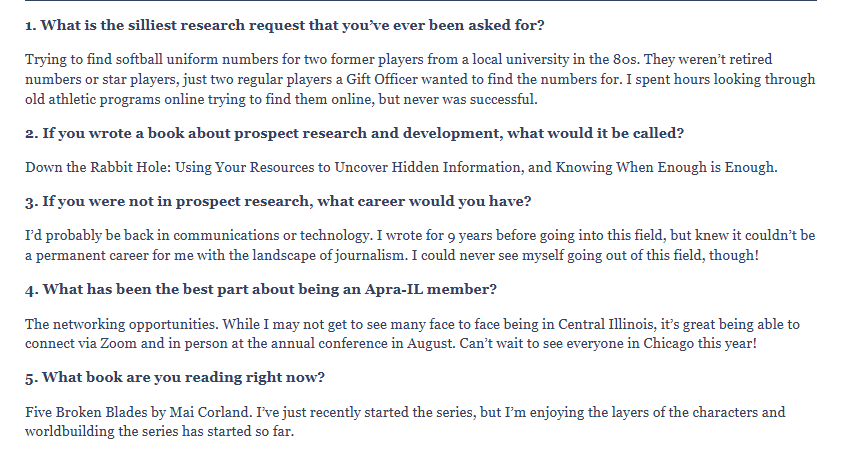 1. What is the silliest research request that you’ve ever been asked for?
Trying to find softball uniform numbers for two former players from a local university in the 80s. They weren’t retired
numbers or star players, just two regular players a Gift Officer wanted to find the numbers for. I spent hours looking through
old athletic programs online trying to find them online, but never was successful.
2. If you wrote a book about prospect research and development, what would it be called?
Down the Rabbit Hole: Using Your Resources to Uncover Hidden Information, and Knowing When Enough is Enough.
3. If you were not in prospect research, what career would you have?
I’d probably be back in communications or technology. I wrote for 9 years before going into this field, but knew it couldn’t be
a permanent career for me with the landscape of journalism. I could never see myself going out of this field, though!
4. What has been the best part about being an Apra-IL member?
The networking opportunities. While I may not get to see many face to face being in Central Illinois, it’s great being able to
connect via Zoom and in person at the annual conference in August. Can’t wait to see everyone in Chicago this year!
5. What book are you reading right now?
Five Broken Blades by Mai Corland. I’ve just recently started the series, but I’m enjoying the layers of the characters and
worldbuilding the series has started so far.